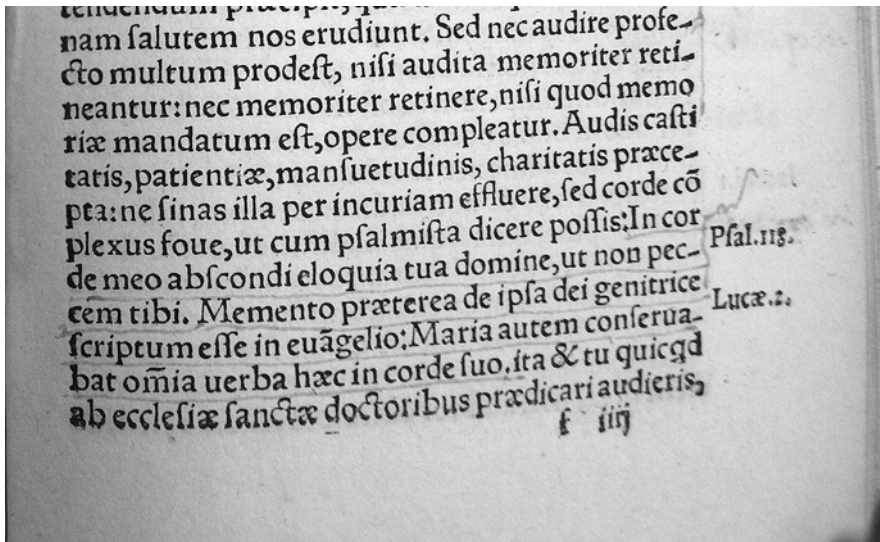 nam ſalutem nos erudiunt. Sed nec audire profe-
cto multum prodeſt, niſi audita memoriter reti-
neantur: nec memoriter retinere, niſi quod memo
riæ mandatum eſt, opere compleatur. Audis caſti
tatis, patientiæ, manſuetudinis, charitatis præce-
pta: ne ſinas illa per incuriam effluere, ſed corde cõ
plexus foue, ut cum pſalmiſta dicere poſſis: In cor
Pſal. 118.
de meo abſcondi eloquia tua domine, ut non pec-
cem tibi. Memento præterea de ipſa dei genitrice
Lucæ. 2.
ſcriptum eſſe in euãgelio: Maria autem conſerua-
bat om̃ia uerba hæc in corde ſuo. ita & tu quicqd
ab eccleſiæ ſanctæ doctoribus prædicari audieris,
f iiij